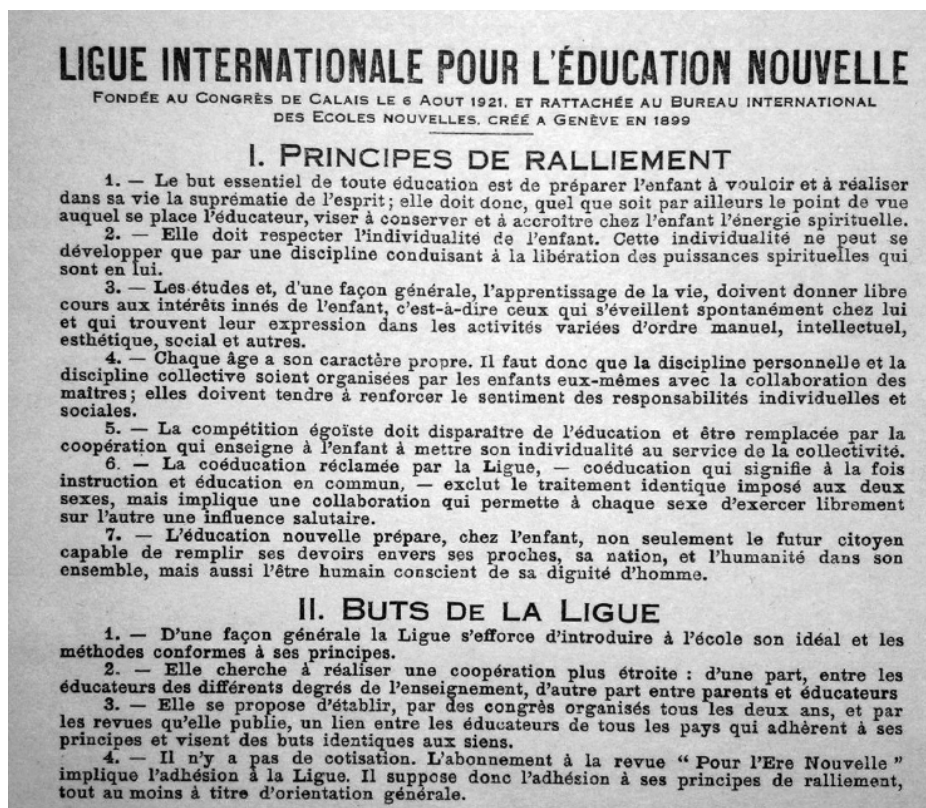 LIGUE INTERNATIONALE POUR L'ÉDUCATION NOUVELLE
FONDÉE AU CONGRÈS DE CALAIS LE 6 AOUT 1921, ET RATTACHÉE AU BUREAU INTERNATIONAL
DES ECOLES NOUVELLES, CRÉÉ A GENÈVE EN 1899
I. PRINCIPES DE RALLIEMENT
1. — Le but essentiel de toute éducation est de préparer l'enfant à vouloir et à réaliser
dans sa vie la suprématie de l'esprit ; elle doit donc, quel que soit par ailleurs le point de vue
auquel se place l'éducateur, viser à conserver et à accroître chez l'enfant l'énergie spirituelle.
2. — Elle doit respecter l'individualité de l'enfant. Cette individualité ne peut se
développer que par une discipline conduisant à la libération des puissances spirituelles qui
sont en lui.
3. — Les études et, d'une façon générale, l'apprentissage de la vie, doivent donner libre
cours aux intérêts innés de l'enfant, c'est-à-dire ceux qui s'éveillent spontanément chez lui
et qui trouvent leur expression dans les activités variées d'ordre manuel, intellectuel,
esthétique, social et autres.
4. — Chaque âge a son caractère propre. Il faut donc que la discipline personnelle et la
discipline collective soient organisées par les enfants eux-mêmes avec la collaboration des
maîtres ; elles doivent tendre à renforcer le sentiment des responsabilités individuelles et
sociales.
5. — La compétition égoïste doit disparaître de l'éducation et être remplacée par la
coopération qui enseigne à l'enfant à mettre son individualité au service de la collectivité.
6. — La coéducation réclamée par la Ligue, — coéducation qui signifie à la fois
instruction et éducation en commun, — exclut le traitement identique imposé aux deux
sexes, mais implique une collaboration qui permette à chaque sexe d'exercer librement
sur l'autre une influence salutaire.
7. — L'éducation nouvelle prépare, chez l'enfant, non seulement le futur citoyen
capable de remplir ses devoirs envers ses proches, sa nation, et l'humanité dans son
ensemble, mais aussi l'être humain conscient de sa dignité d'homme.
II. BUTS DE LA LIGUE
1. — D'une façon générale la Ligue s'efforce d'introduire à l'école son idéal et les
méthodes conformes à ses principes.
2. — Elle cherche à réaliser une coopération plus étroite : d'une part, entre les
éducateurs des différents degrés de l'enseignement, d'autre part entre parents et éducateurs
3. — Elle se propose d'établir, par des congrès organisés tous les deux ans, et par
les revues qu'elle publie, un lien entre les éducateurs de tous les pays qui adhèrent à ses
principes et visent des buts identiques aux siens.
4. — Il n'y a pas de cotisation. L'abonnement à la revue “ Pour l'Ere Nouvelle ”
implique l'adhésion à la Ligue. Il suppose donc l'adhésion à ses principes de ralliement,
tout au moins à titre d'orientation générale.